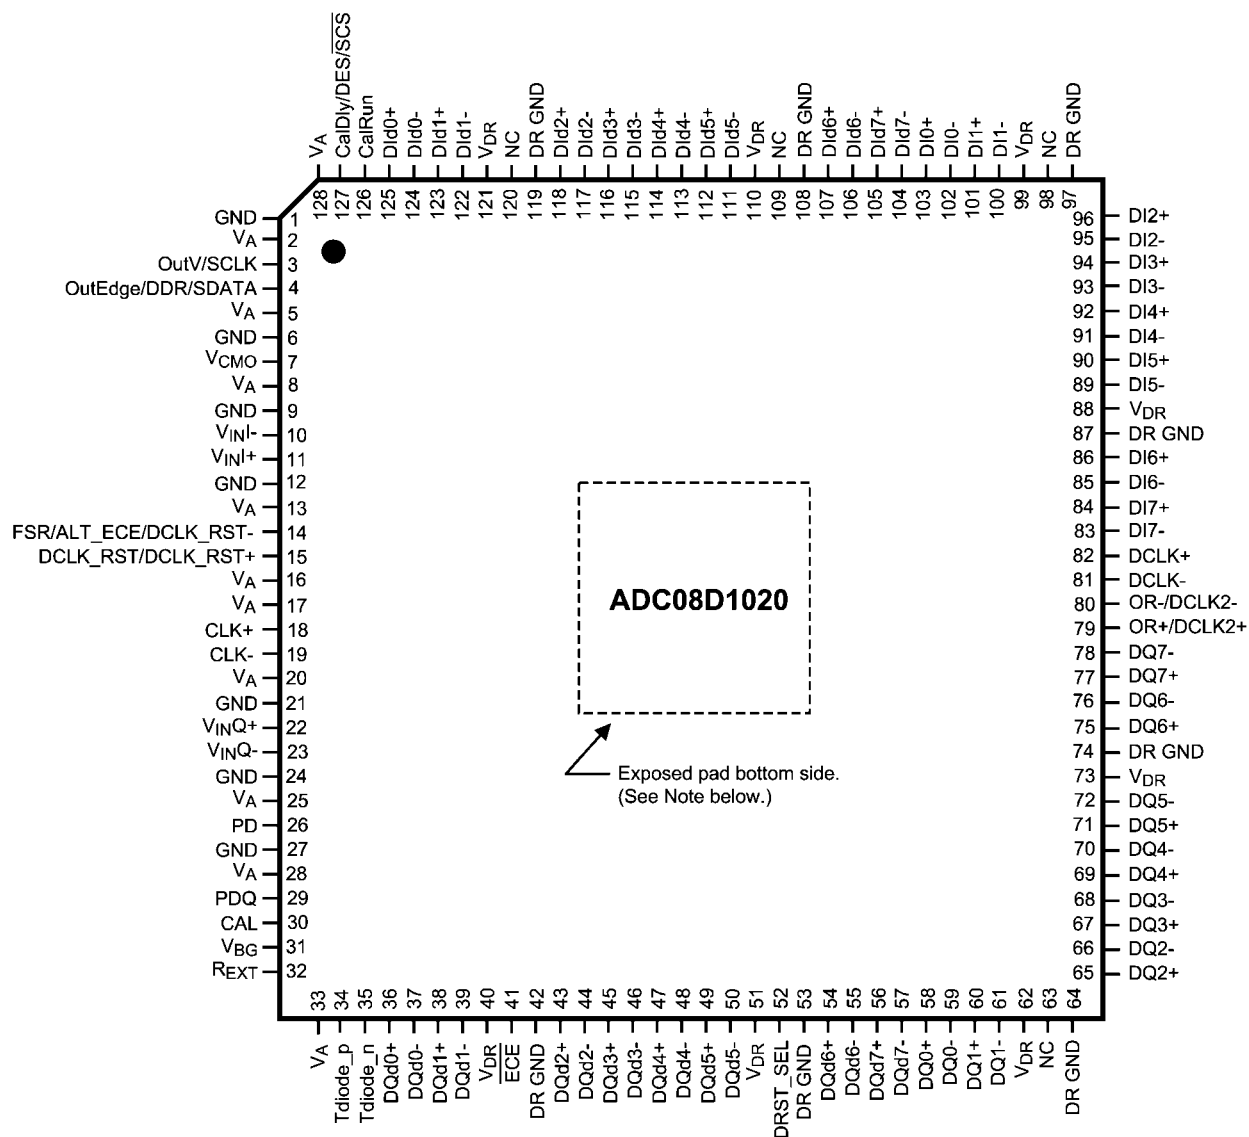 VA
CalDly/DES/SCS
CalRun
DId0+
DId0-
DId1+
DId1-
VDR
NC
DR GND
DId2+
DId2-
DId3+
DId3-
DId4+
DId4-
DId5+
DId5-
VDR
NC
DR GND
DId6+
DId6-
DId7+
DId7-
DI0+
DI0-
DI1+
DI1-
VDR
NC
DR GND
128
127
126
125
124
123
122
121
120
119
118
117
116
115
114
113
112
111
110
109
108
107
106
105
104
103
102
101
100
99
98
97
GND 1
VA 2
OutV/SCLK 3
OutEdge/DDR/SDATA 4
VA 5
GND 6
VCMO 7
VA 8
GND 9
VINI- 10
VINI+ 11
GND 12
VA 13
FSR/ALT_ECE/DCLK_RST- 14
DCLK_RST/DCLK_RST+ 15
VA 16
VA 17
CLK+ 18
CLK- 19
VA 20
GND 21
VINQ+ 22
VINQ- 23
GND 24
VA 25
PD 26
GND 27
VA 28
PDQ 29
CAL 30
VBG 31
REXT 32
ADC08D1020
Exposed pad bottom side.
(See Note below.)
96 DI2+
95 DI2-
94 DI3+
93 DI3-
92 DI4+
91 DI4-
90 DI5+
89 DI5-
88 VDR
87 DR GND
86 DI6+
85 DI6-
84 DI7+
83 DI7-
82 DCLK+
81 DCLK-
80 OR-/DCLK2-
79 OR+/DCLK2+
78 DQ7-
77 DQ7+
76 DQ6-
75 DQ6+
74 DR GND
73 VDR
72 DQ5-
71 DQ5+
70 DQ4-
69 DQ4+
68 DQ3-
67 DQ3+
66 DQ2-
65 DQ2+
33
34
35
36
37
38
39
40
41
42
43
44
45
46
47
48
49
50
51
52
53
54
55
56
57
58
59
60
61
62
63
64
VA
Tdiode_p
Tdiode_n
DQd0+
DQd0-
DQd1+
DQd1-
VDR
ECE
DR GND
DQd2+
DQd2-
DQd3+
DQd3-
DQd4+
DQd4-
DQd5+
DQd5-
VDR
DRST_SEL
DR GND
DQd6+
DQd6-
DQd7+
DQd7-
DQ0+
DQ0-
DQ1+
DQ1-
VDR
NC
DR GND